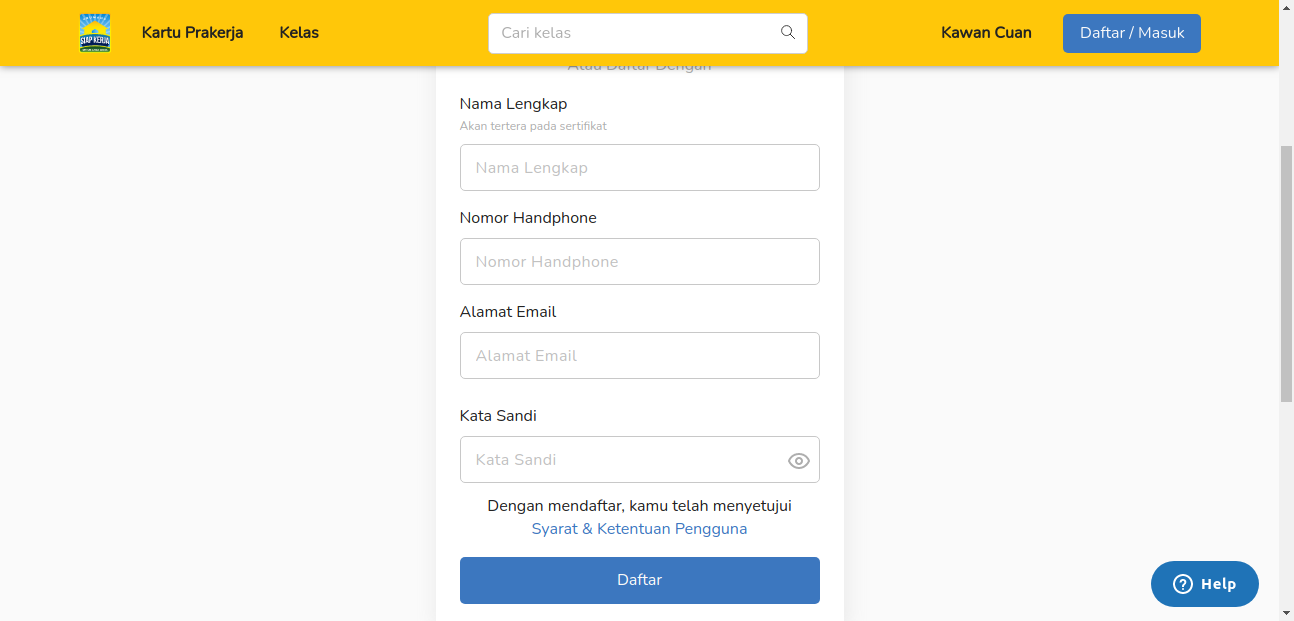 SIAP KERJA
Kartu Prakerja
Kelas
Cari kelas
Kawan Cuan
Daftar / Masuk
Atau Daftar Dengan
Nama Lengkap
Akan tertera pada sertifikat
Nama Lengkap
Nomor Handphone
Nomor Handphone
Alamat Email
Alamat Email
Kata Sandi
Kata Sandi
Dengan mendaftar, kamu telah menyetujui
Syarat & Ketentuan Pengguna
Daftar
Help